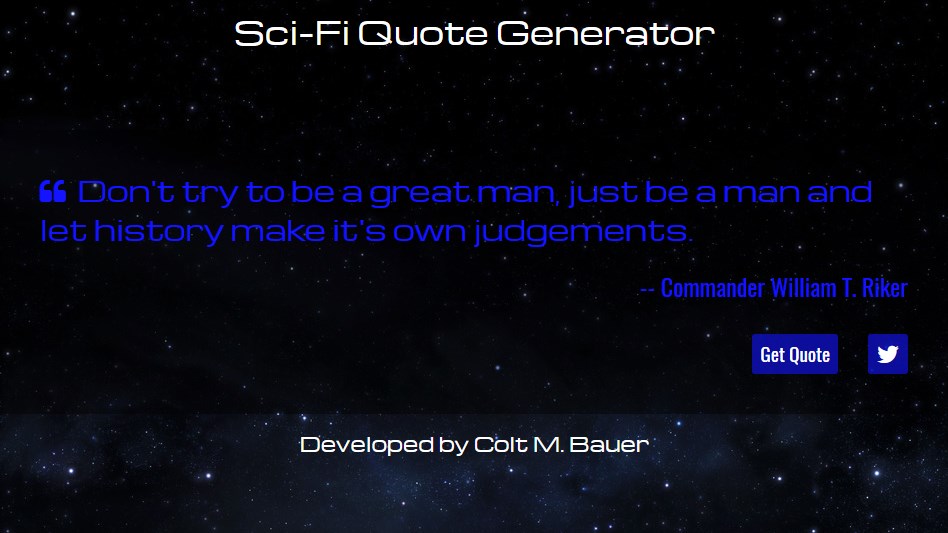 Sci-Fi Quote Generator
“ Don't try to be a great man, just be a man and
let history make it's own judgements.
-- Commander William T. Riker
Get Quote
Developed by Colt M. Bauer